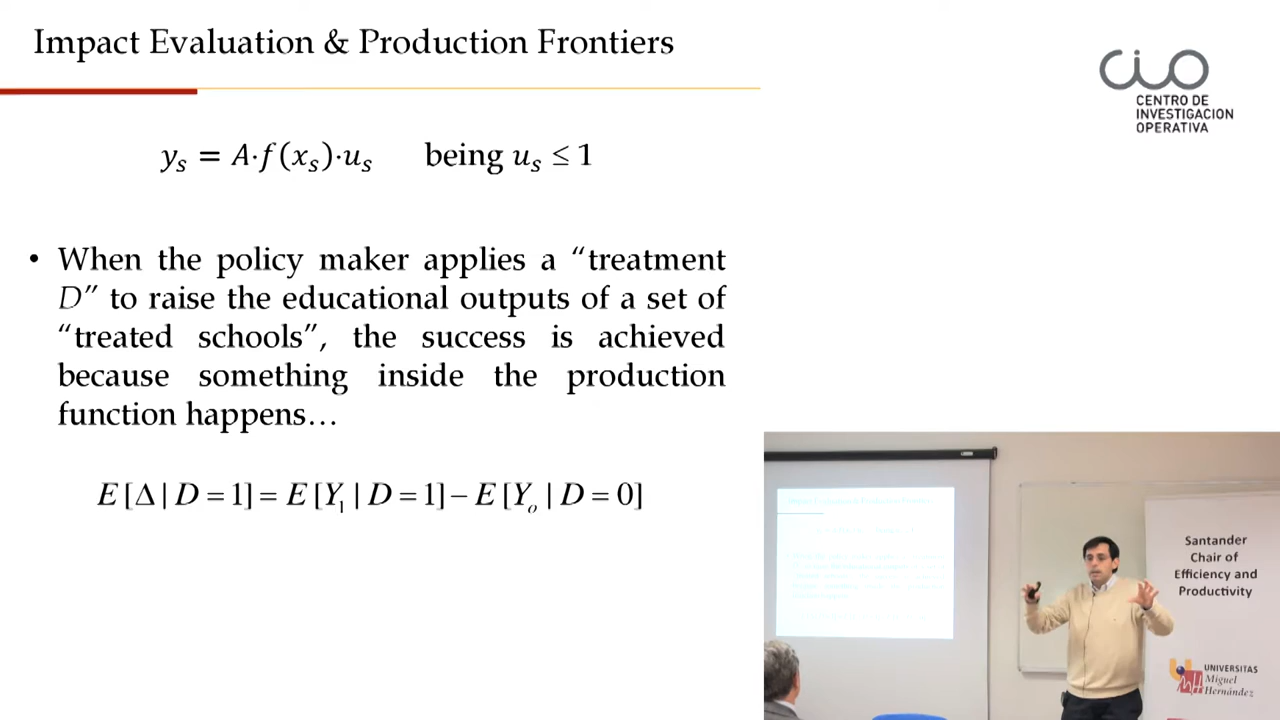 Impact Evaluation & Production Frontiers
CIO
CENTRO DE
INVESTIGACION
OPERATIVA
y_s = A·f(x_s)·u_s being u_s ≤ 1
• When the policy maker applies a “treatment
D” to raise the educational outputs of a set of
“treated schools”, the success is achieved
because something inside the production
function happens…
E[Δ | D = 1] = E[Y_1 | D = 1] − E[Y_o | D = 0]
Santander
Chair of
Efficiency and
Productivity
UNIVERSITAS
Miguel
Hernández